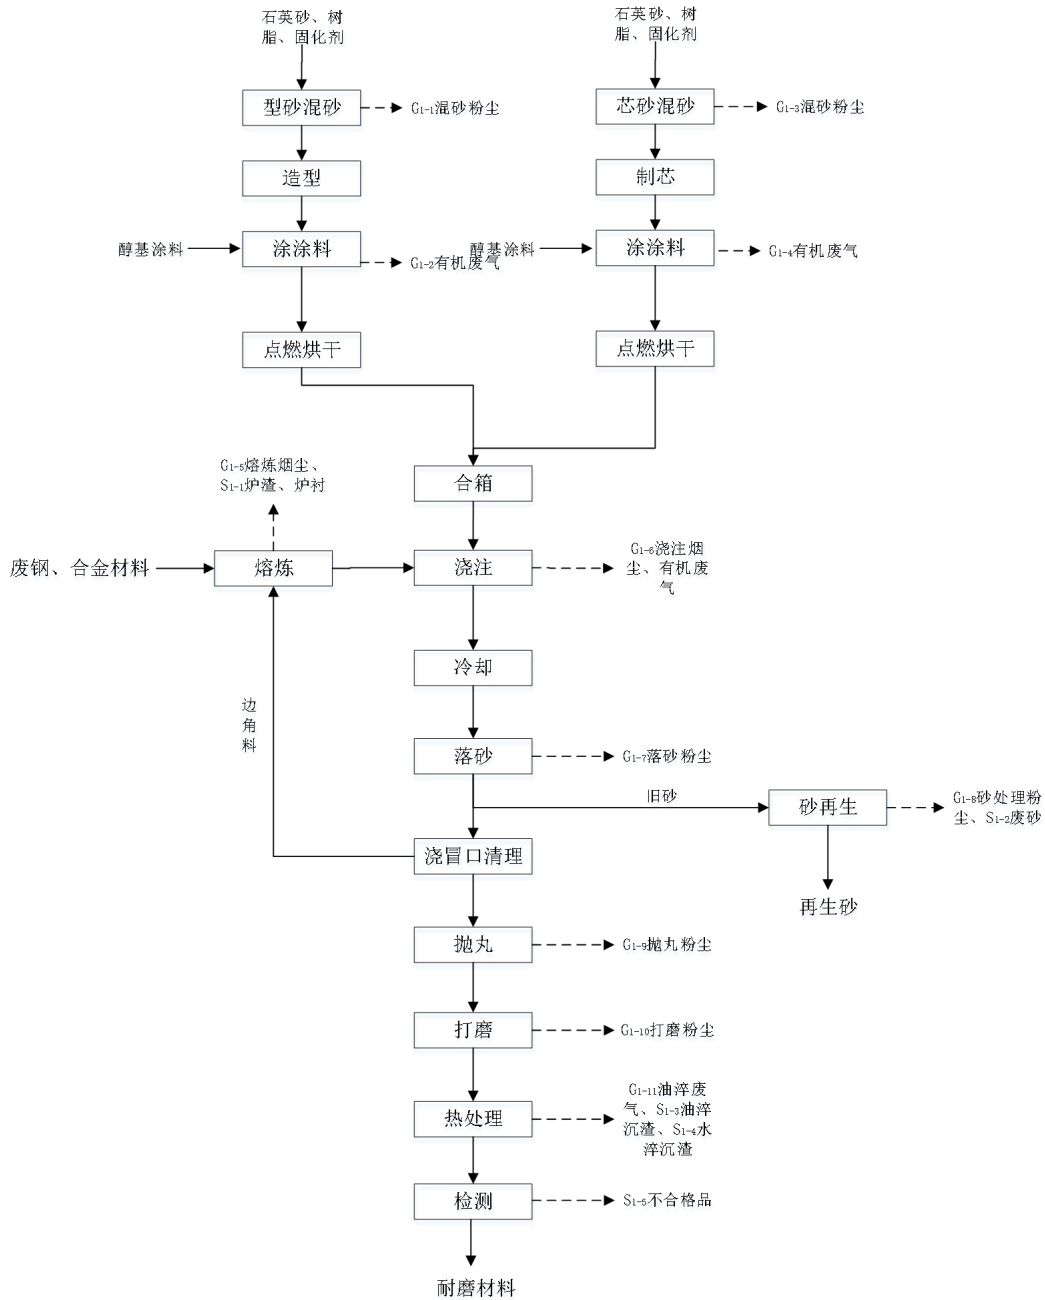 石英砂、树
脂、固化剂
石英砂、树
脂、固化剂
型砂混砂
G1-1混砂粉尘
芯砂混砂
G1-3混砂粉尘
造型
制芯
醇基涂料
涂涂料
G1-2有机废气
醇基涂料
涂涂料
G1-4有机废气
点燃烘干
点燃烘干
G1-5熔炼烟尘、
S1-1炉渣、炉衬
合箱
废钢、合金材料
熔炼
浇注
G1-6浇注烟
尘、有机废
气
冷却
边
角
料
落砂
G1-7落砂粉尘
旧砂
砂再生
G1-8砂处理粉
尘、S1-2废砂
浇冒口清理
再生砂
抛丸
G1-9抛丸粉尘
打磨
G1-10打磨粉尘
热处理
G1-11油淬废
气、S1-3油淬
沉渣、S1-4水
淬沉渣
检测
S1-5不合格品
耐磨材料